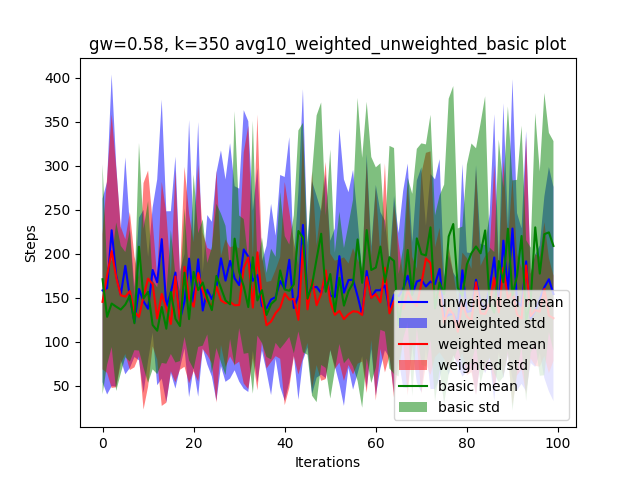 gw=0.58, k=350 avg10_weighted_unweighted_basic plot
400
350
300
250
200
150
100
50
Steps
0
20
40
60
80
100
Iterations
unweighted mean
unweighted std
weighted mean
weighted std
basic mean
basic std